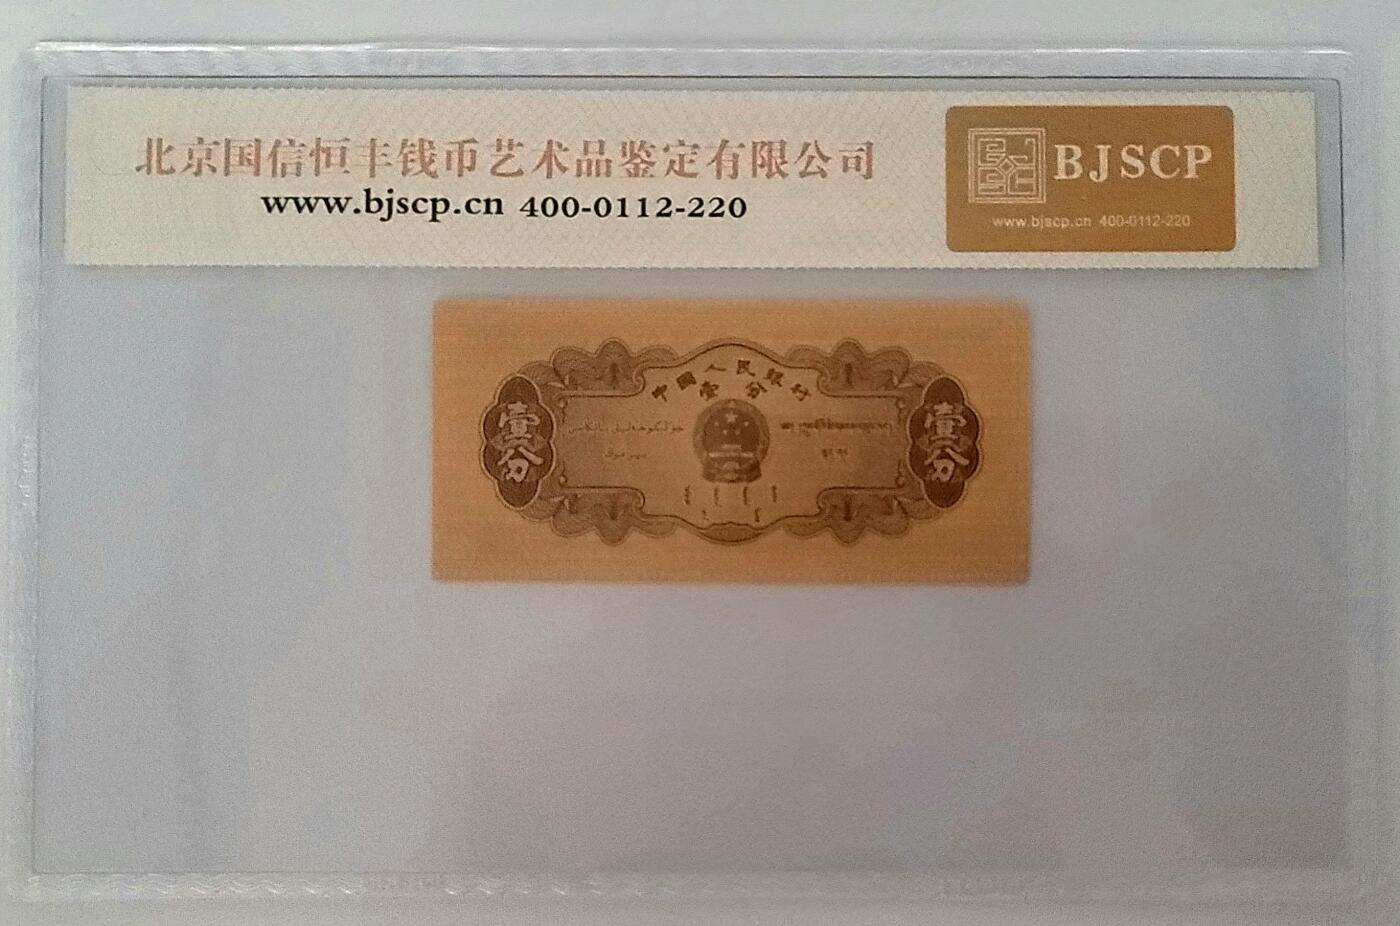 北京国信恒丰钱币艺术品鉴定有限公司
www.bjscp.cn 400-0112-220
BJSCP
www.bjscp.cn 400-0112-220
中国人民银行
壹分
壹分
壹分